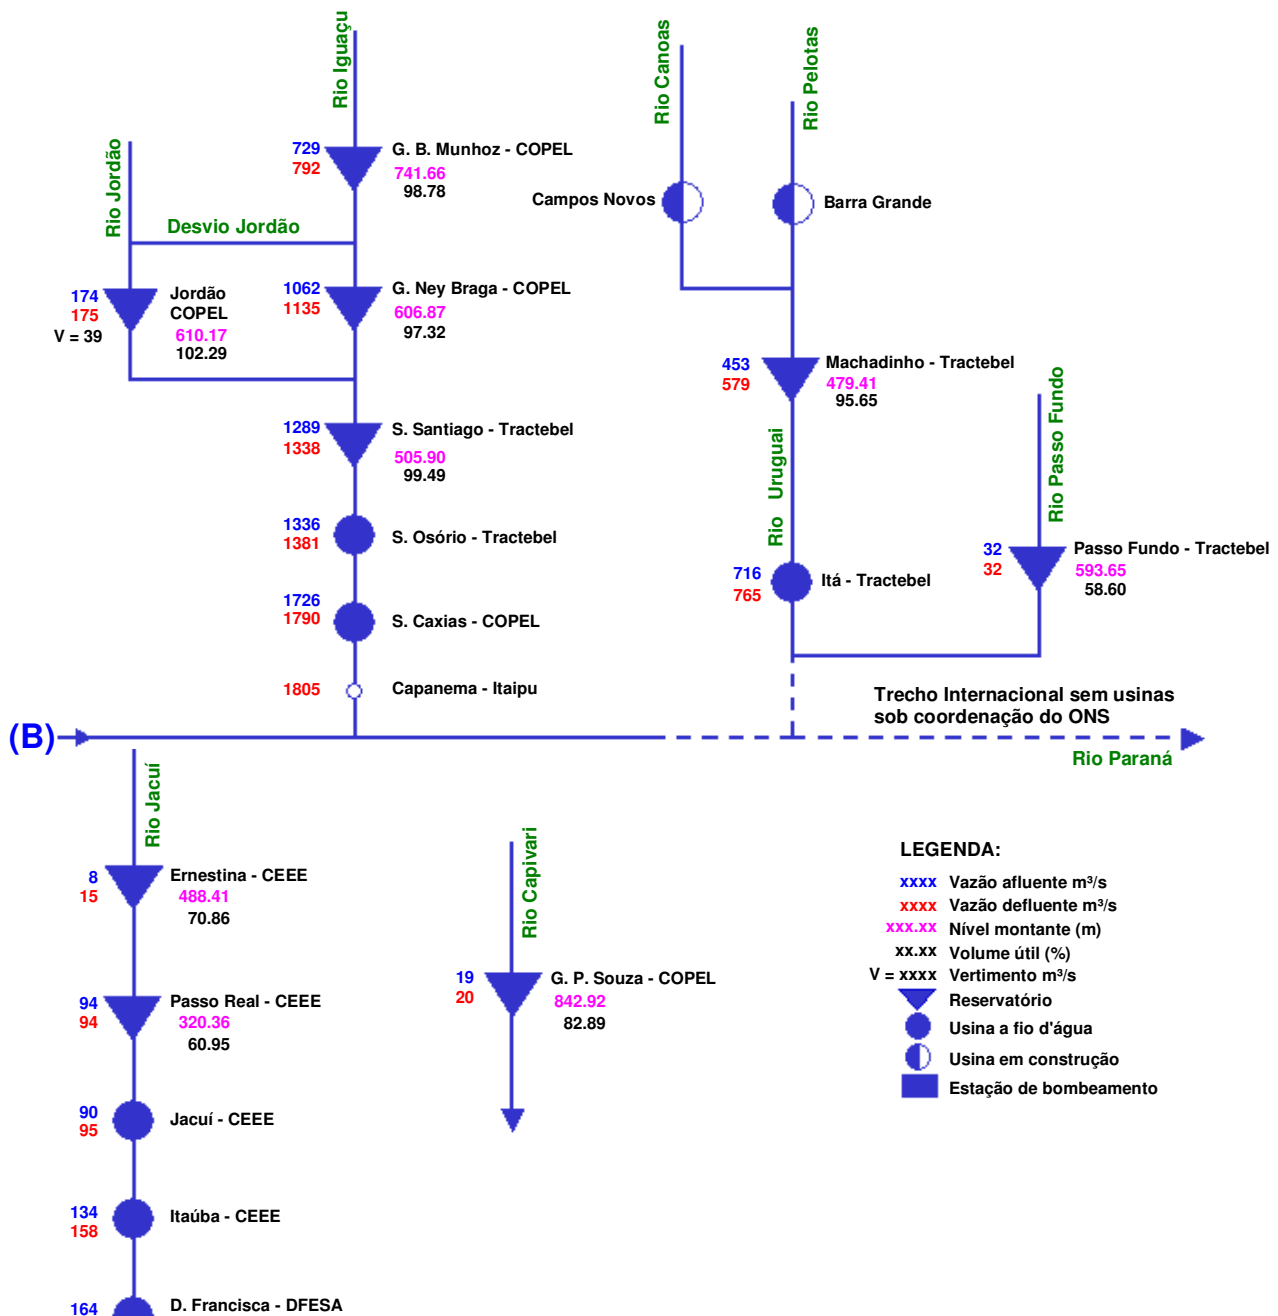 Rio Iguaçu
Rio Canoas
Rio Pelotas
Rio Jordão
729
792
G. B. Munhoz - COPEL
741.66
98.78
Campos Novos
Barra Grande
Desvio Jordão
174
175
V = 39
Jordão
COPEL
610.17
102.29
1062
1135
G. Ney Braga - COPEL
606.87
97.32
453
579
Machadinho - Tractebel
479.41
95.65
Rio Passo Fundo
1289
1338
S. Santiago - Tractebel
505.90
99.49
Rio Uruguai
1336
1381
S. Osório - Tractebel
716
765
Itá - Tractebel
32
32
Passo Fundo - Tractebel
593.65
58.60
1726
1790
S. Caxias - COPEL
1805
Capanema - Itaipu
Trecho Internacional sem usinas
sob coordenação do ONS
(B)
Rio Paraná
Rio Jacuí
Rio Capivari
8
15
Ernestina - CEEE
488.41
70.86
94
94
Passo Real - CEEE
320.36
60.95
19
20
G. P. Souza - COPEL
842.92
82.89
90
95
Jacuí - CEEE
134
158
Itaúba - CEEE
164
D. Francisca - DFESA
LEGENDA:
xxxx Vazão afluente m³/s
xxxx Vazão defluente m³/s
xxx.xx Nível montante (m)
xx.xx Volume útil (%)
V = xxxx Vertimento m³/s
Reservatório
Usina a fio d'água
Usina em construção
Estação de bombeamento